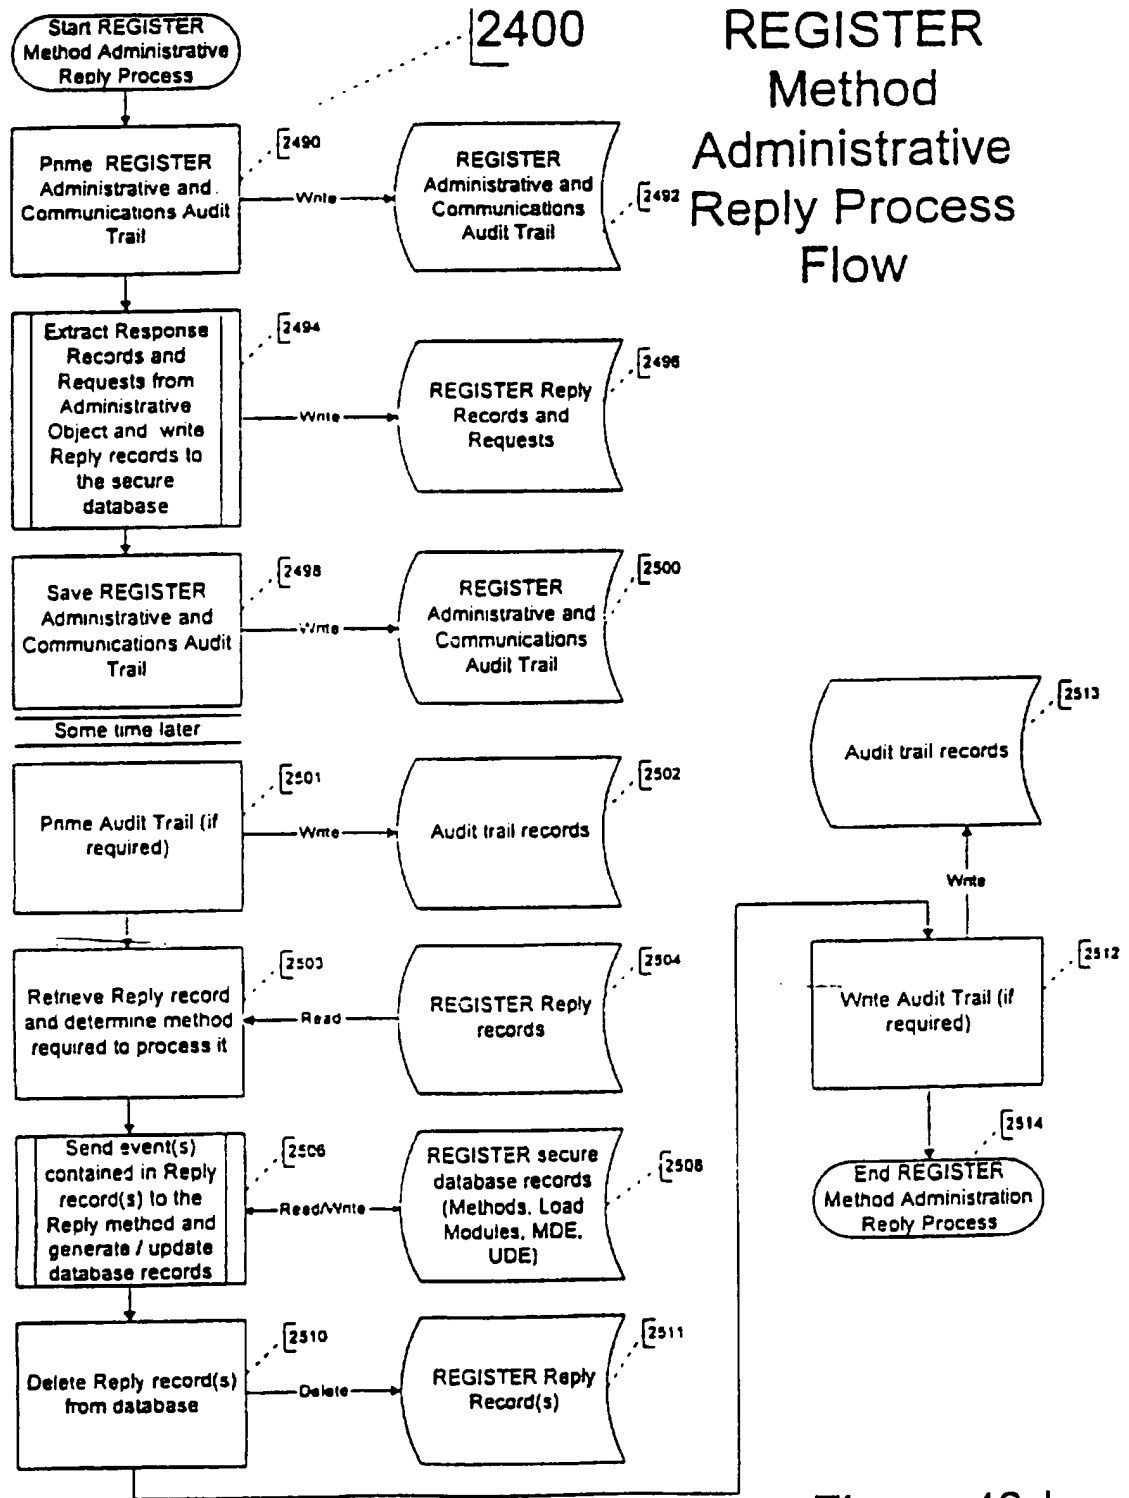 Start REGISTER
Method Administrative
Reply Process
2400
REGISTER
Method
Administrative
Reply Process
Flow
Prime REGISTER
Administrative and
Communications Audit
Trail
2490
Write
REGISTER
Administrative and
Communications
Audit Trail
2492
Extract Response
Records and
Requests from
Administrative
Object and write
Reply records to
the secure
database
2494
Write
REGISTER Reply
Records and
Requests
2496
Save REGISTER
Administrative and
Communications Audit
Trail
2498
Write
REGISTER
Administrative and
Communications
Audit Trail
2500
Some time later
Prime Audit Trail (if
required)
2501
Write
Audit trail records
2502
Retrieve Reply record
and determine method
required to process it
2503
Read
REGISTER Reply
records
2504
Send event(s)
contained in Reply
record(s) to the
Reply method and
generate / update
database records
2506
Read/Write
REGISTER secure
database records
(Methods, Load
Modules, MDE,
UDE)
2508
Delete Reply record(s)
from database
2510
Delete
REGISTER Reply
Record(s)
2511
Audit trail records
2513
Write
Write Audit Trail (if
required)
2512
2514
End REGISTER
Method Administration
Reply Process